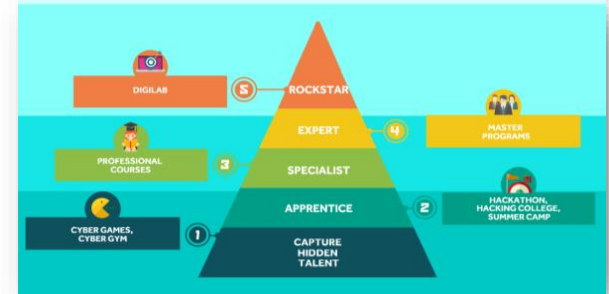 DIGILAB
5
ROCKSTAR
EXPERT
4
MASTER
PROGRAMS
PROFESSIONAL
COURSES
3
SPECIALIST
APPRENTICE
2
HACKATHON,
HACKING COLLEGE,
SUMMER CAMP
CYBER GAMES,
CYBER GYM
1
CAPTURE
HIDDEN
TALENT